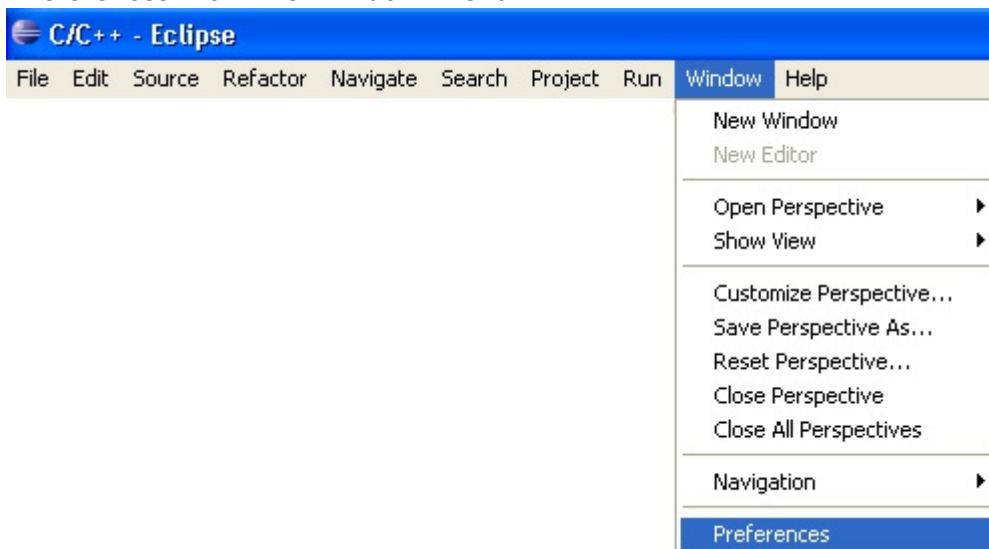 C/C++ - Eclipse
File Edit Source Refactor Navigate Search Project Run Window Help
New Window
New Editor
Open Perspective
Show View
Customize Perspective...
Save Perspective As...
Reset Perspective...
Close Perspective
Close All Perspectives
Navigation
Preferences